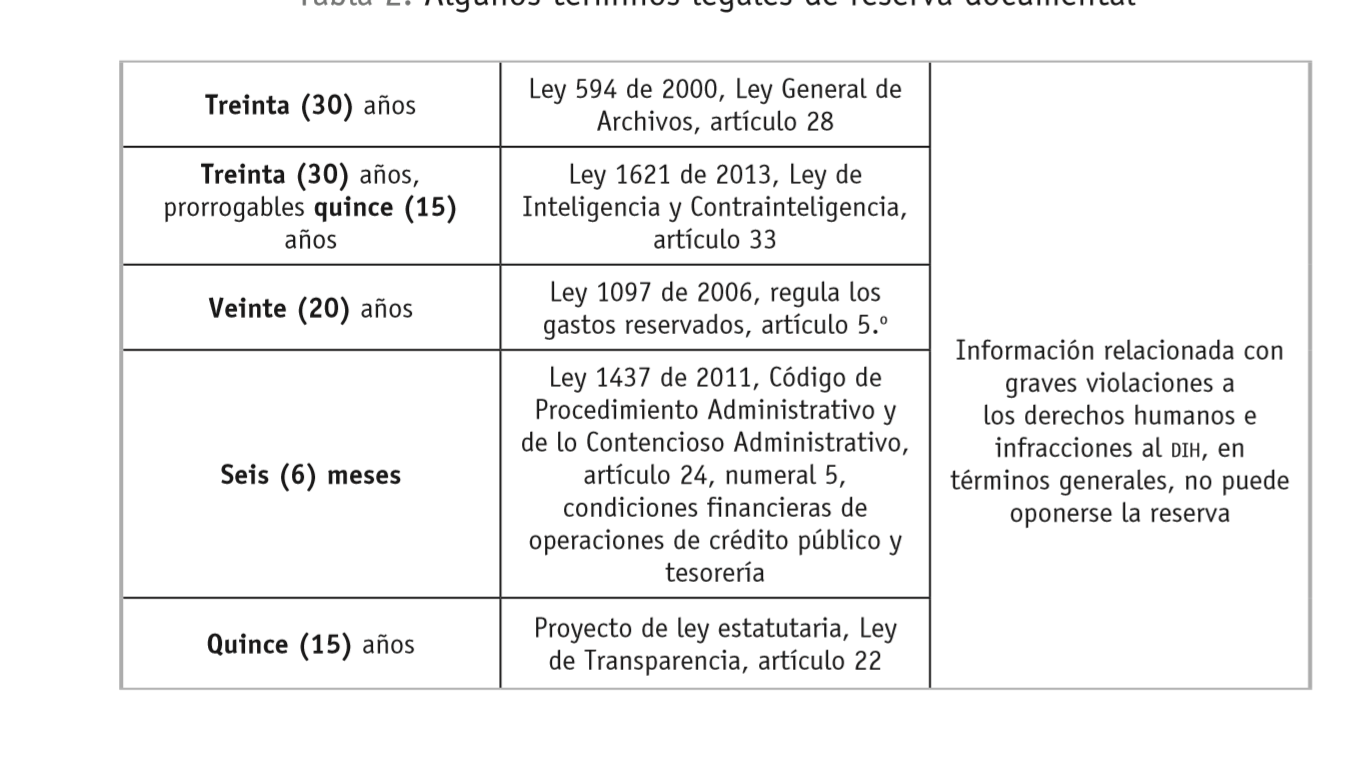 Tabla 2. Algunos términos legales de reserva documental
Treinta (30) años
Ley 594 de 2000, Ley General de
Archivos, artículo 28
Treinta (30) años,
prorrogables quince (15)
años
Ley 1621 de 2013, Ley de
Inteligencia y Contrainteligencia,
artículo 33
Veinte (20) años
Ley 1097 de 2006, regula los
gastos reservados, artículo 5.º
Seis (6) meses
Ley 1437 de 2011, Código de
Procedimiento Administrativo y
de lo Contencioso Administrativo,
artículo 24, numeral 5,
condiciones financieras de
operaciones de crédito público y
tesorería
Quince (15) años
Proyecto de ley estatutaria, Ley
de Transparencia, artículo 22
Información relacionada con
graves violaciones a
los derechos humanos e
infracciones al DIH, en
términos generales, no puede
oponerse la reserva